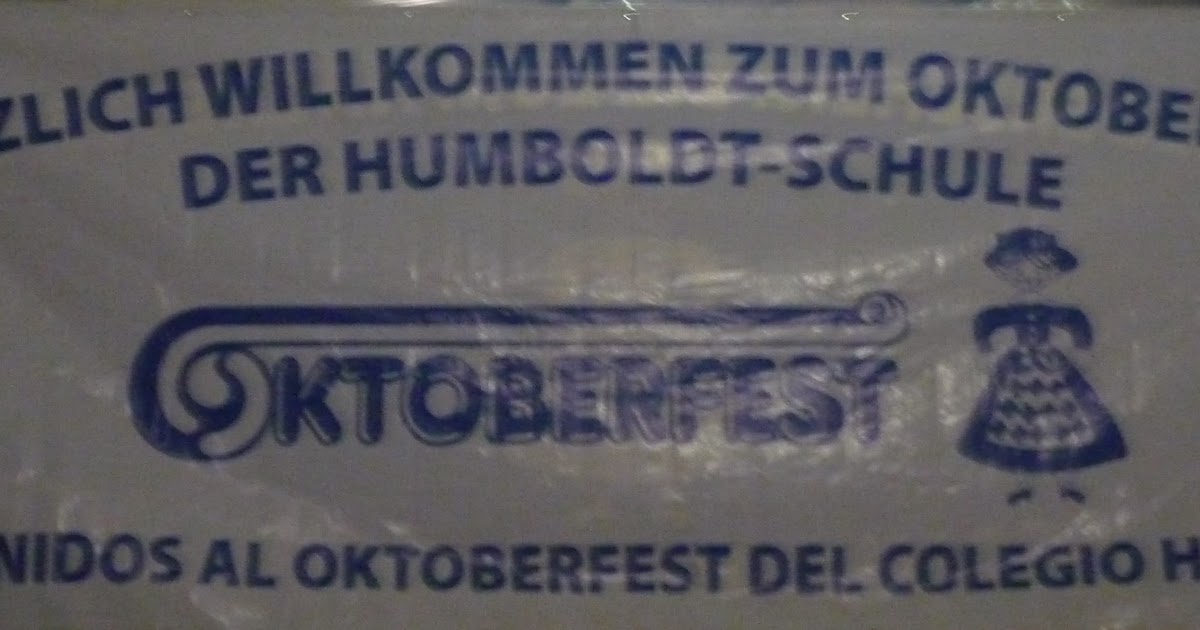 ZLICH WILLKOMMEN ZUM OKTOBE
DER HUMBOLDT-SCHULE
OKTOBERFEST
NIDOS AL OKTOBERFEST DEL COLEGIO H